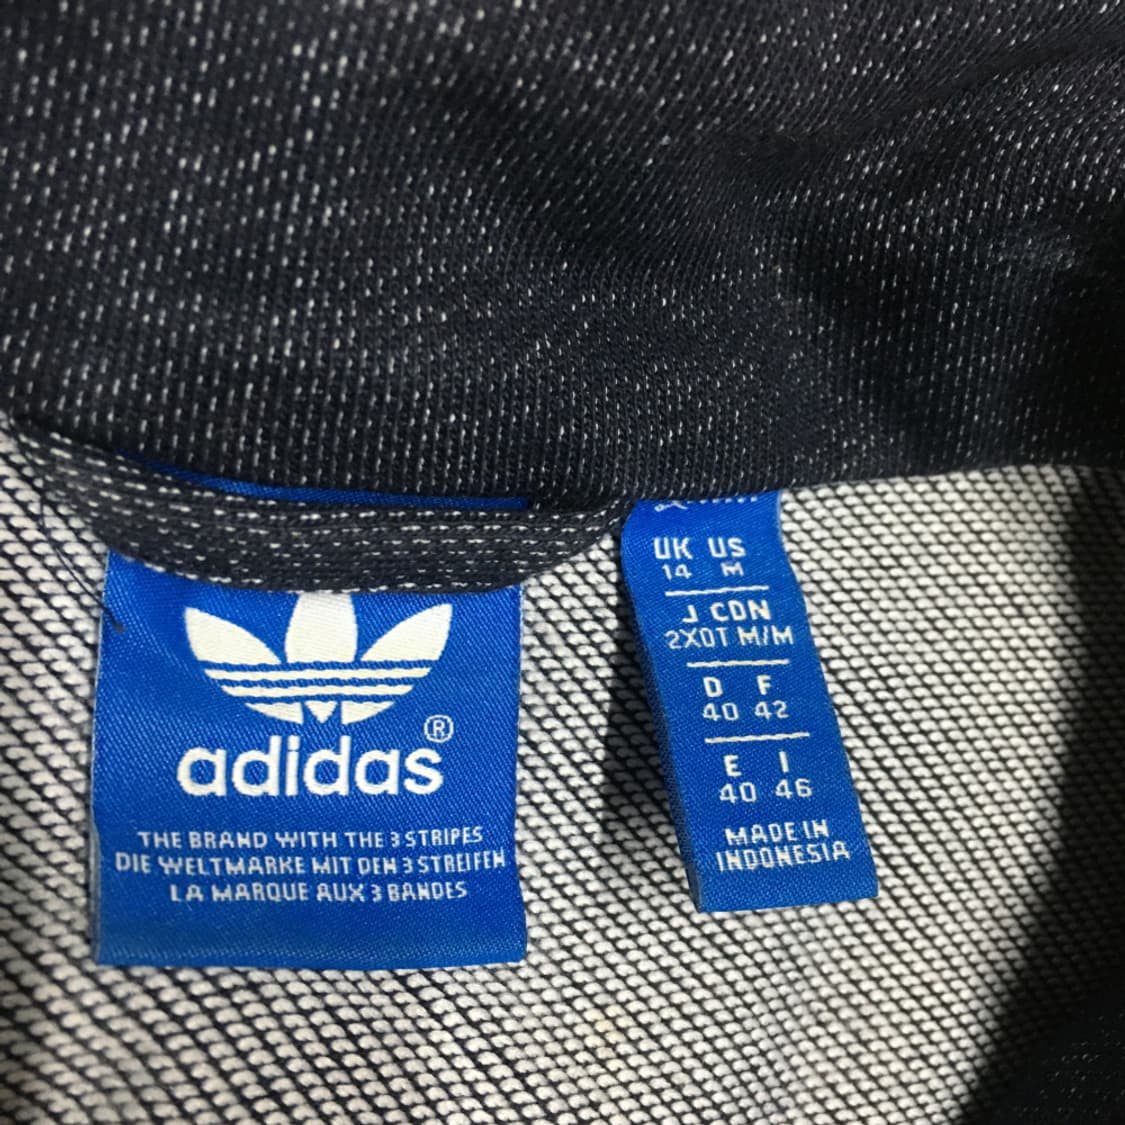 adidas®
THE BRAND WITH THE 3 STRIPES
DIE WELTMARKE MIT DEN 3 STREIFEN
LA MARQUE AUX 3 BANDES
UK US
14 M
J CDN
2XOT M/M
D F
40 42
E I
40 46
MADE IN
INDONESIA